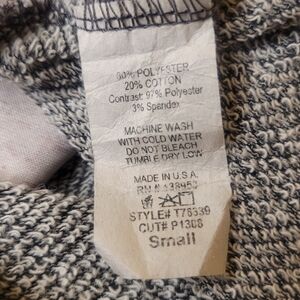 POLYESTER
20% COTTON
Contrast: 97% Polyester
3% Spandex
MACHINE WASH
WITH COLD WATER
DO NOT BLEACH
TUMBLE DRY LOW
MADE IN U.S.A.
RN #
STYLE# T76339
CUT# P1308
Small